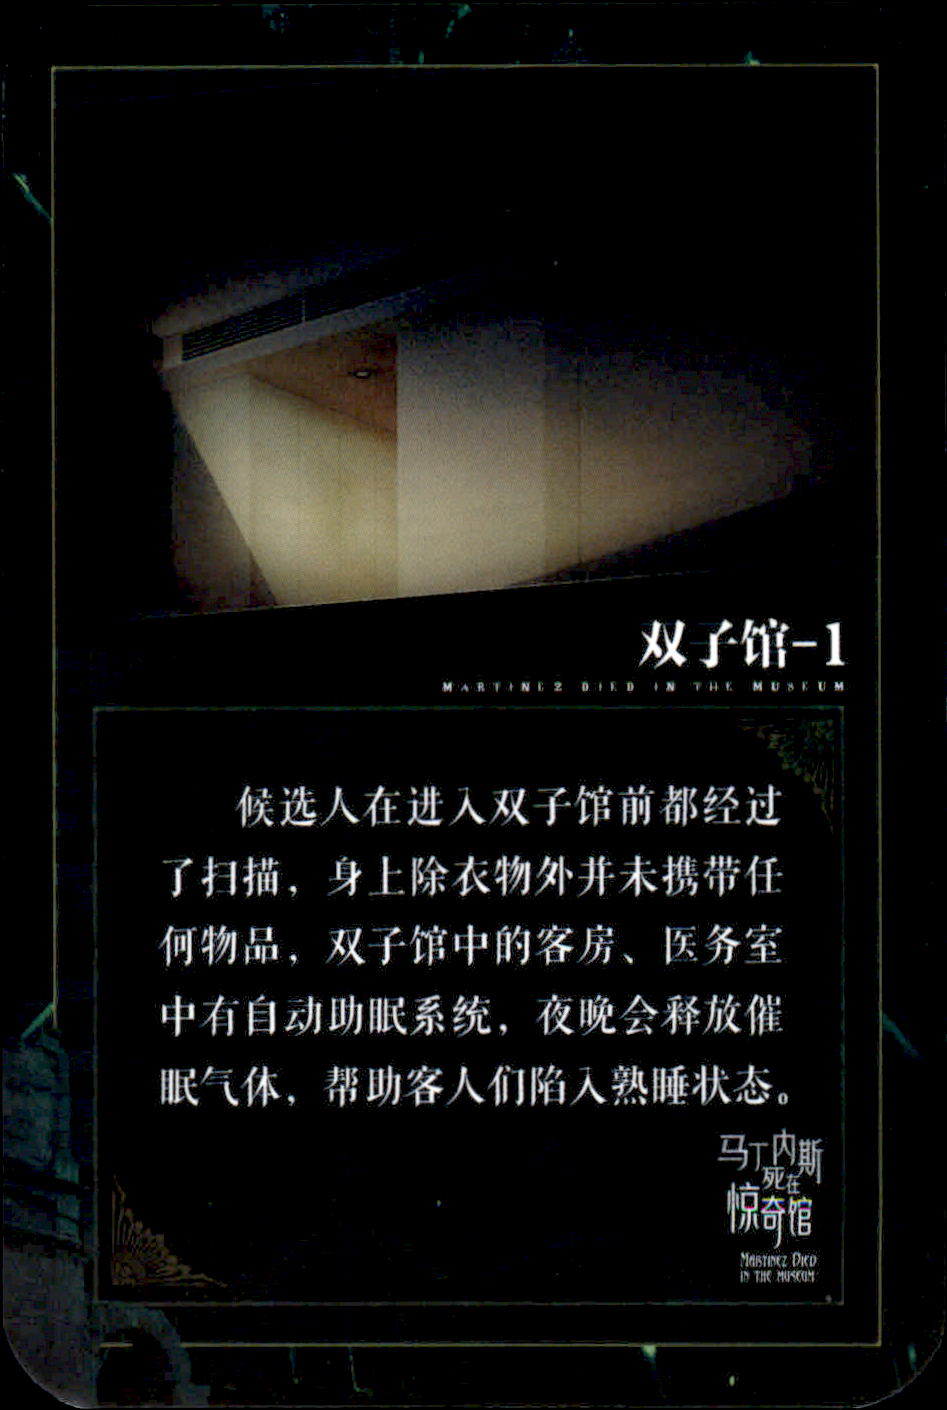 双子馆-1
MARTINEZ DIED IN THE MUSEUM
候选人在进入双子馆前都经过
了扫描，身上除衣物外并未携带任
何物品，双子馆中的客房、医务室
中有自动助眠系统，夜晚会释放催
眠气体，帮助客人们陷入熟睡状态。
马丁内斯
死在
惊奇馆
MARTINEZ DIED
IN THE MUSEUM